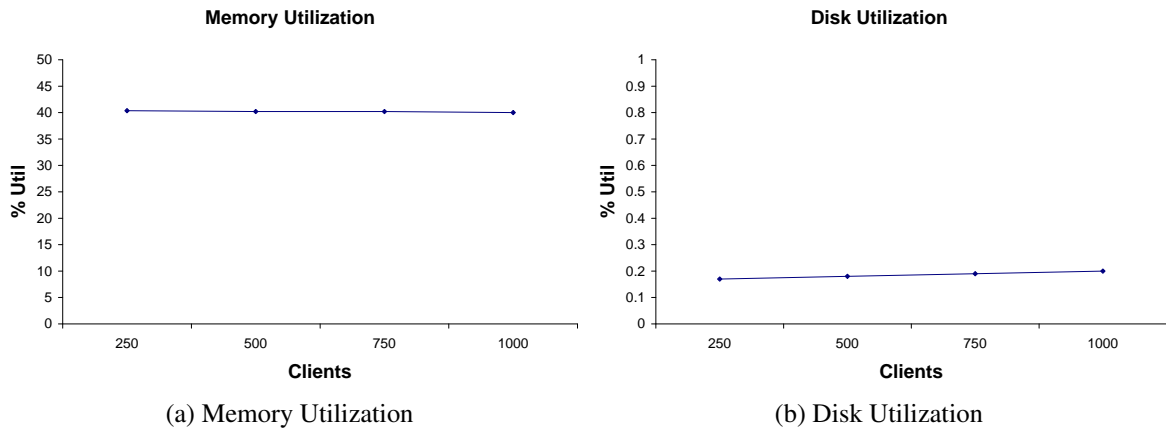 Memory Utilization
50
45
40
35
30
25
20
15
10
5
0
% Util
250 500 750 1000
Clients
(a) Memory Utilization
Disk Utilization
1
0.9
0.8
0.7
0.6
0.5
0.4
0.3
0.2
0.1
0
% Util
250 500 750 1000
Clients
(b) Disk Utilization